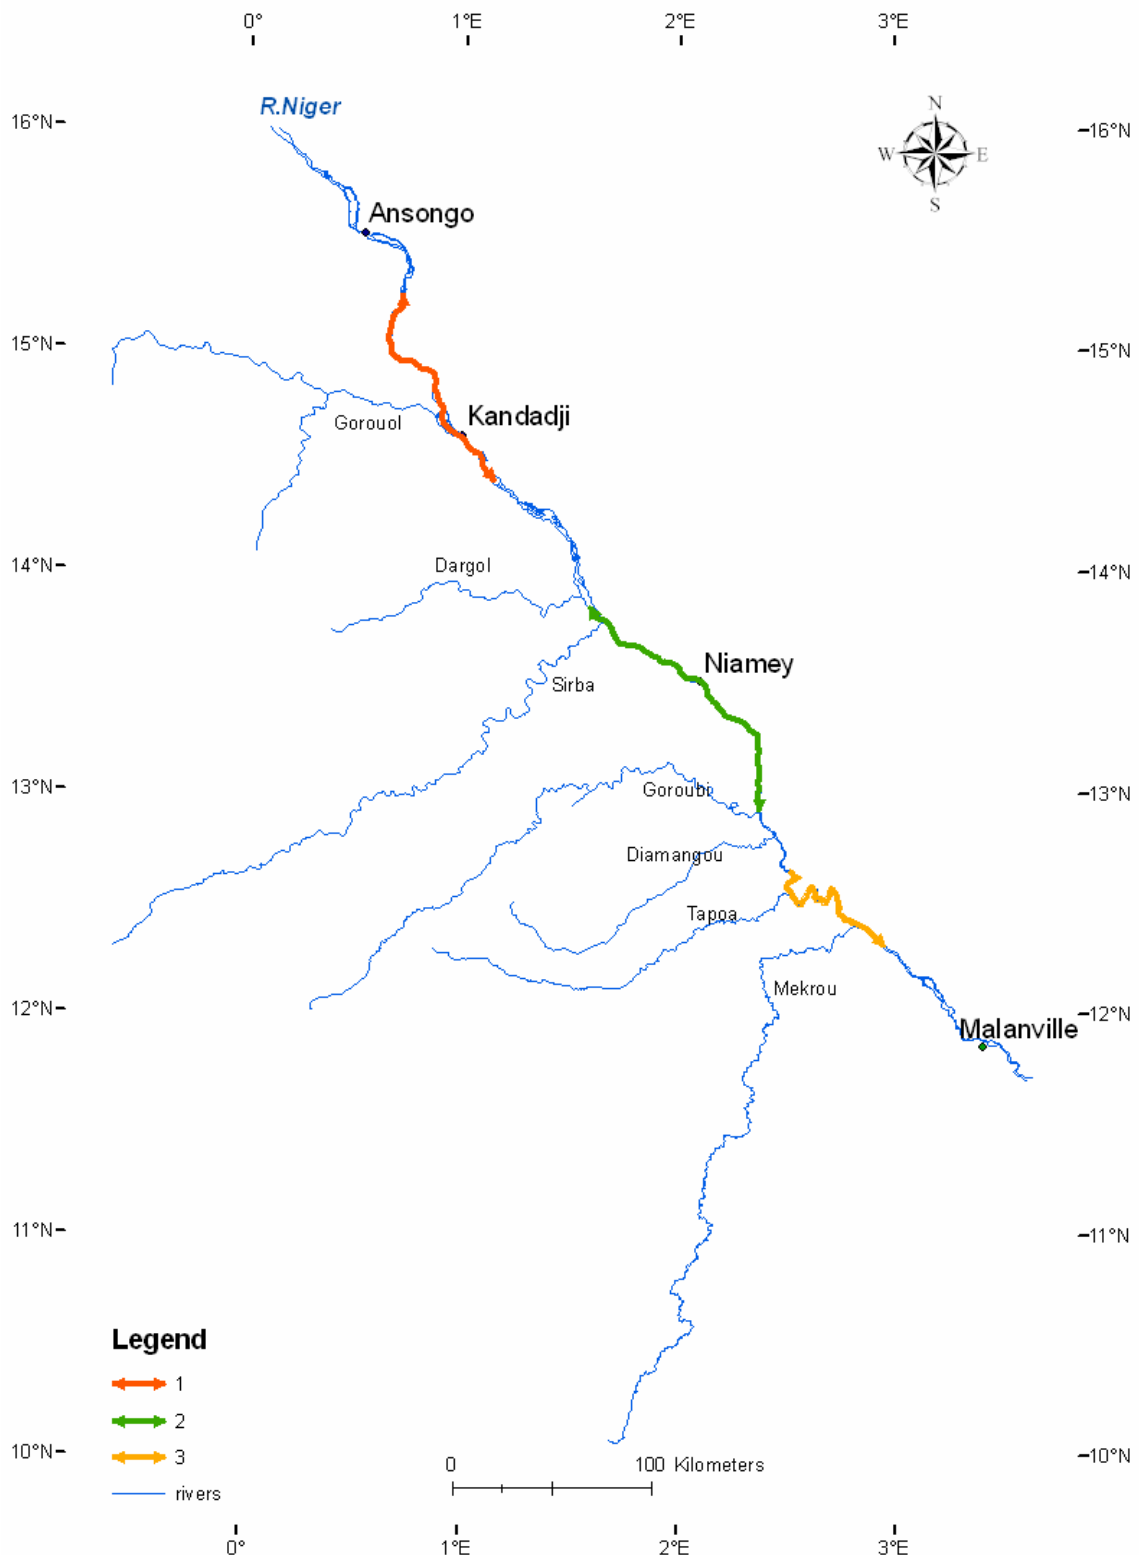 0° 1°E 2°E 3°E
R.Niger
N
16°N 16°N
W E
S
Ansongo
15°N 15°N
Kandadji
Gorouol
14°N 14°N
Dargol
Niamey
Sirba
13°N 13°N
Goroubi
Diamangou
Tapoa
Mekrou
12°N 12°N
Malanville
11°N 11°N
Legend
1
2
3
rivers
10°N 10°N
0 100 Kilometers
0° 1°E 2°E 3°E